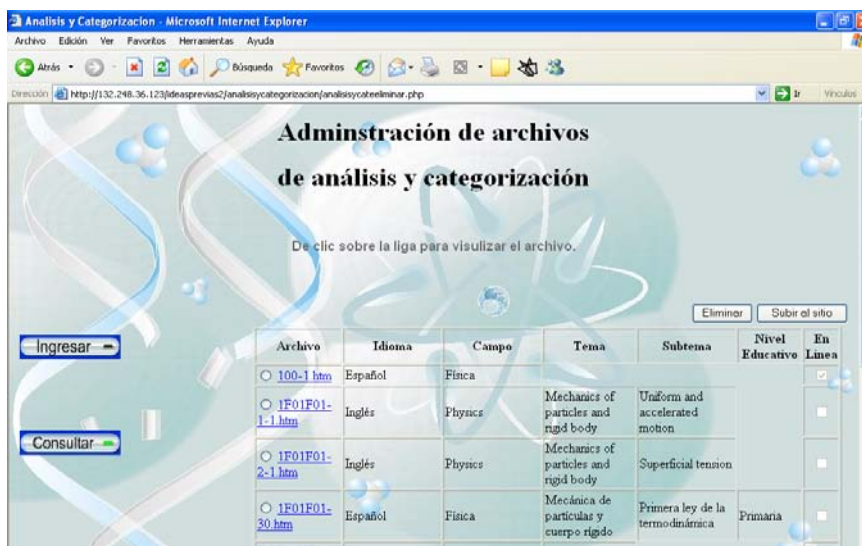 Analisis y Categorizacion - Microsoft Internet Explorer
Archivo Edición Ver Favoritos Herramientas Ayuda
Atrás Búsqueda Favoritos
Dirección http://132.248.36.123/ideasprevias2/analisisycategorizacion/analisisycateeliminar.php Ir Vínculos
Adminstración de archivos
de análisis y categorización
De clic sobre la liga para visulizar el archivo.
Eliminar Subir al sitio
Ingresar
Consultar
Archivo Idioma Campo Tema Subtema Nivel Educativo En Linea
100-1 htm Español Física
1F01F01-
1-1.htm Inglés Physics Mechanics of
particles and
rigid body Uniform and
accelerated
motion
1F01F01-
2-1.htm Inglés Physics Mechanics of
particles and
rigid body Superficial tension
1F01F01-
30.htm Español Física Mecánica de
partículas y
cuerpo rígido Primera ley de la
termodinámica Primaria